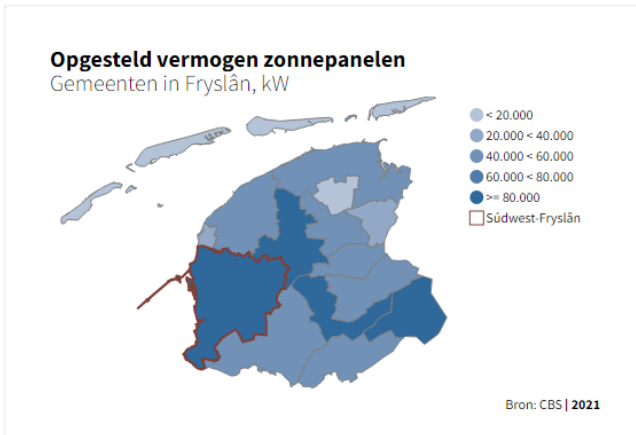 Opgesteld vermogen zonnepanelen
Gemeenten in Fryslân, kW
< 20.000
20.000 < 40.000
40.000 < 60.000
60.000 < 80.000
>= 80.000
Súdwest-Fryslân
Bron: CBS | 2021